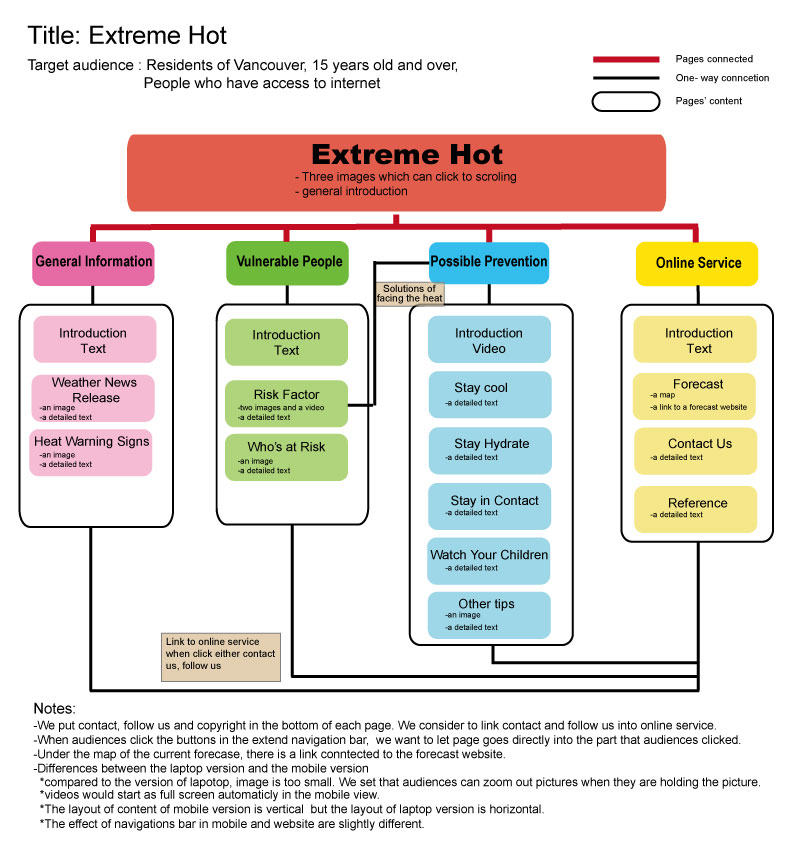 Title: Extreme Hot
Target audience : Residents of Vancouver, 15 years old and over,
People who have access to internet
Pages connected
One- way conncetion
Pages' content
Extreme Hot
- Three images which can click to scroling
- general introduction
General Information
Vulnerable People
Possible Prevention
Online Service
Solutions of
facing the heat
Introduction
Text
Weather News
Release
-an image
-a detailed text
Heat Warning Signs
-an image
-a detailed text
Introduction
Text
Risk Factor
-two images and a video
-a detailed text
Who's at Risk
-an image
-a detailed text
Introduction
Video
Stay cool
-a detailed text
Stay Hydrate
-a detailed text
Stay in Contact
-a detailed text
Watch Your Children
-a detailed text
Other tips
-an image
-a detailed text
Introduction
Text
Forecast
-a map
-a link to a forecast website
Contact Us
-a detailed text
Reference
-a detailed text
Link to online service
when click either contact
us, follow us
Notes:
-We put contact, follow us and copyright in the bottom of each page. We consider to link contact and follow us into online service.
-When audiences click the buttons in the extend navigation bar,  we want to let page goes directly into the part that audiences clicked.
-Under the map of the current forecase, there is a link conntected to the forecast website.
-Differences between the laptop version and the mobile version
*compared to the version of lapotop, image is too small. We set that audiences can zoom out pictures when they are holding the picture.
*videos would start as full screen automaticly in the mobile view.
*The layout of content of mobile version is vertical  but the layout of laptop version is horizontal.
*The effect of navigations bar in mobile and website are slightly different.